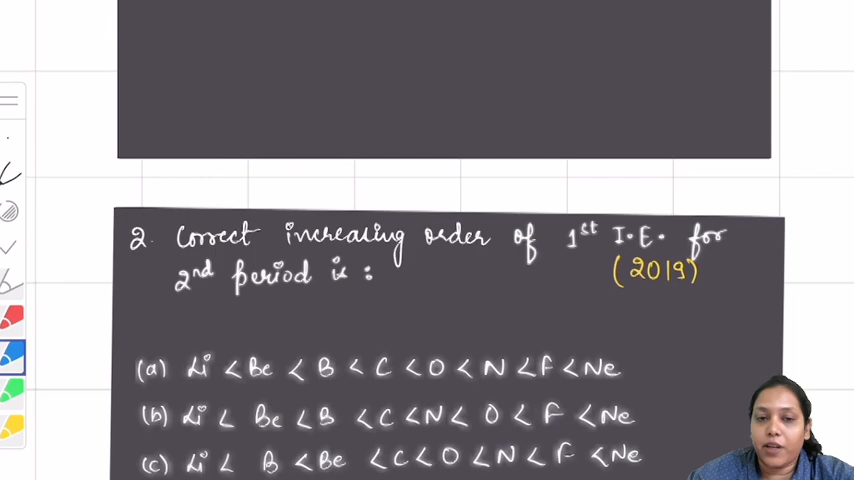 2. Correct increasing order of 1st I.E. for
2nd period is : (2019)
(a) Li < Be < B < C < O < N < F < Ne
(b) Li < Be < B < C < N < O < F < Ne
(c) Li < B < Be < C < O < N < F < Ne